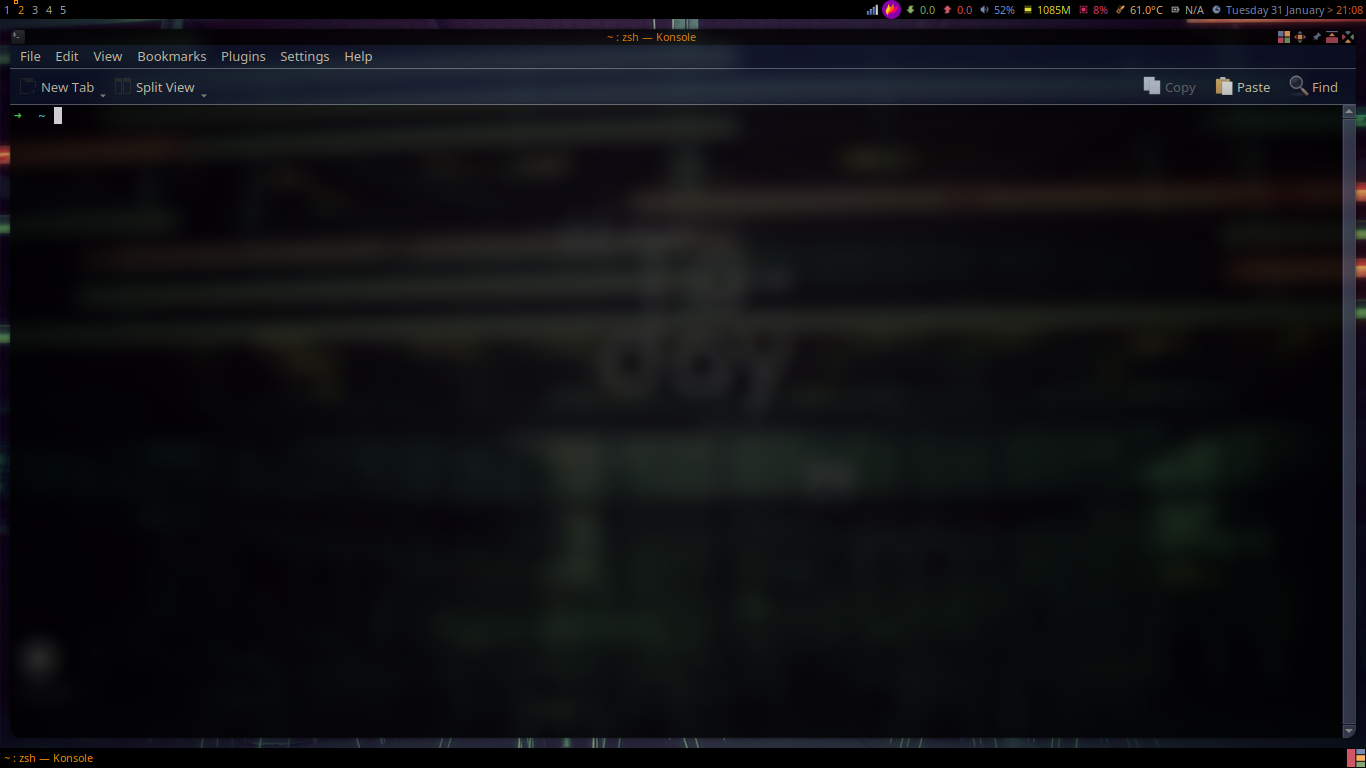 1 2 3 4 5 0.0 0.0 52% 1085M 8% 61.0°C N/A Tuesday 31 January > 21:08
~ : zsh — Konsole
File Edit View Bookmarks Plugins Settings Help
New Tab Split View Copy Paste Find
➜ ~
~ : zsh — Konsole